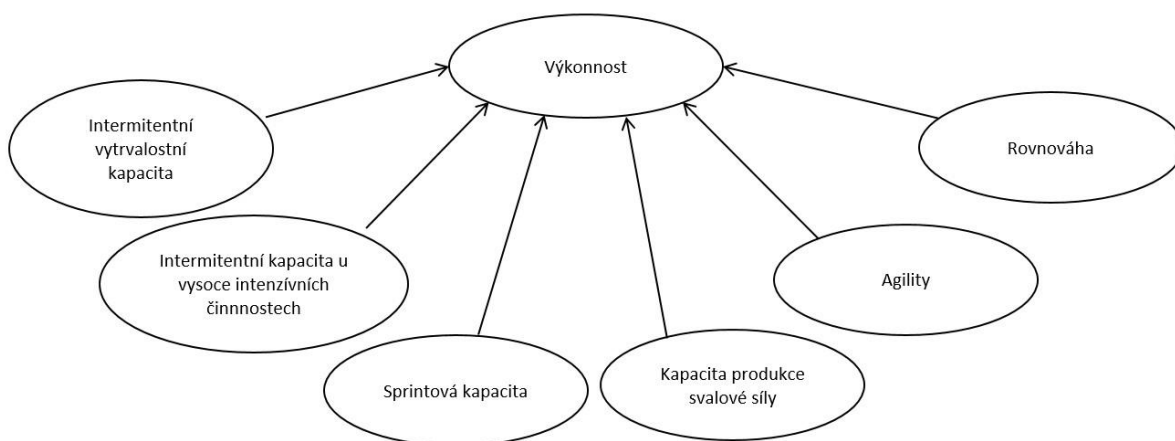 Výkonnost
Intermitentní
vytrvalostní
kapacita
Rovnováha
Intermitentní kapacita u
vysoce intenzívních
činnnostech
Agility
Sprintová kapacita
Kapacita produkce
svalové síly